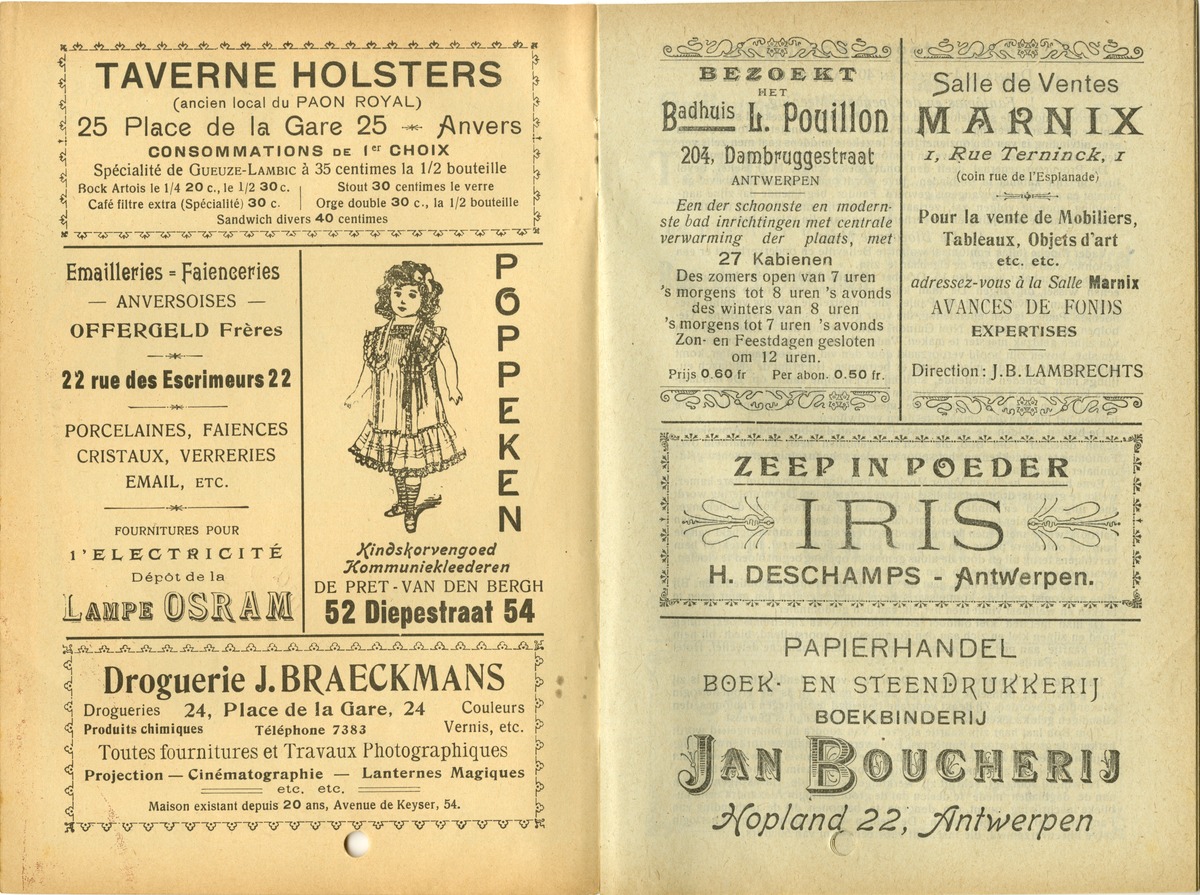 TAVERNE HOLSTERS
(ancien local du PAON ROYAL)
25 Place de la Gare 25 Anvers
CONSOMMATIONS DE 1er CHOIX
Spécialité de GUEUZE-LAMBIC à 35 centimes la 1/2 bouteille
Bock Artois le 1/4 20 c., le 1/2 30 c.
Café filtre extra (Spécialité) 30 c.
Stout 30 centimes le verre
Orge double 30 c., la 1/2 bouteille
Sandwich divers 40 centimes
Emailleries = Faienceries
— ANVERSOISES —
OFFERGELD Frères
22 rue des Escrimeurs 22
PORCELAINES, FAIENCES
CRISTAUX, VERRERIES
EMAIL, ETC.
FOURNITURES POUR
l'ELECTRICITÉ
Dépôt de la
LAMPE OSRAM
POPPEKEN
Kindskorvengoed
Kommuniekleederen
DE PRET - VAN DEN BERGH
52 Diepestraat 54
Droguerie J. BRAECKMANS
Drogueries 24, Place de la Gare, 24 Couleurs
Produits chimiques Téléphone 7383 Vernis, etc.
Toutes fournitures et Travaux Photographiques
Projection — Cinématographie — Lanternes Magiques
etc. etc.
Maison existant depuis 20 ans, Avenue de Keyser, 54.
BEZOEKT
HET
Badhuis L. Pouillon
204, Dambruggestraat
ANTWERPEN
Een der schoonste en modern-
ste bad inrichtingen met centrale
verwarming der plaats, met
27 Kabienen
Des zomers open van 7 uren
's morgens tot 8 uren 's avonds
des winters van 8 uren
's morgens tot 7 uren 's avonds
Zon- en Feestdagen gesloten
om 12 uren.
Prijs 0.60 fr Per abon. 0.50 fr.
Salle de Ventes
MARNIX
1, Rue Terninck, 1
(coin rue de l'Esplanade)
Pour la vente de Mobiliers,
Tableaux, Objets d'art
etc. etc.
adressez-vous à la Salle Marnix
AVANCES DE FONDS
EXPERTISES
Direction : J. B. LAMBRECHTS
ZEEP IN POEDER
IRIS
H. DESCHAMPS - Antwerpen.
PAPIERHANDEL
BOEK- EN STEENDRUKKERIJ
BOEKBINDERIJ
JAN BOUCHERIJ
Hopland 22, Antwerpen